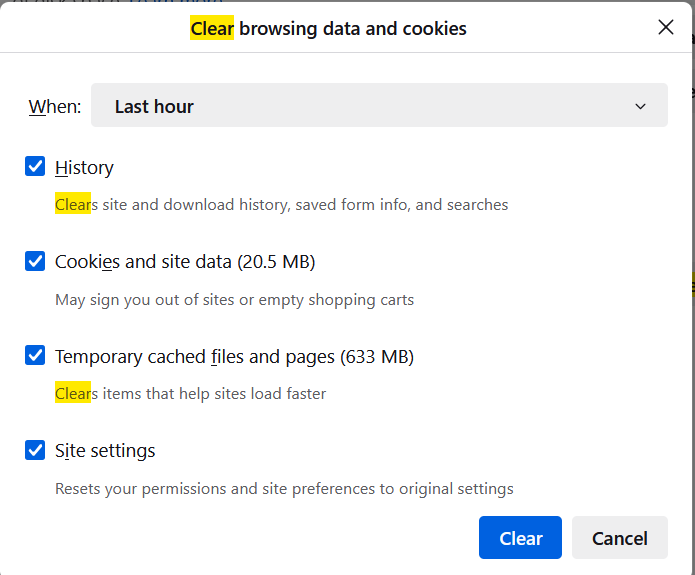 Clear browsing data and cookies
When: Last hour
History
Clears site and download history, saved form info, and searches
Cookies and site data (20.5 MB)
May sign you out of sites or empty shopping carts
Temporary cached files and pages (633 MB)
Clears items that help sites load faster
Site settings
Resets your permissions and site preferences to original settings
Clear Cancel